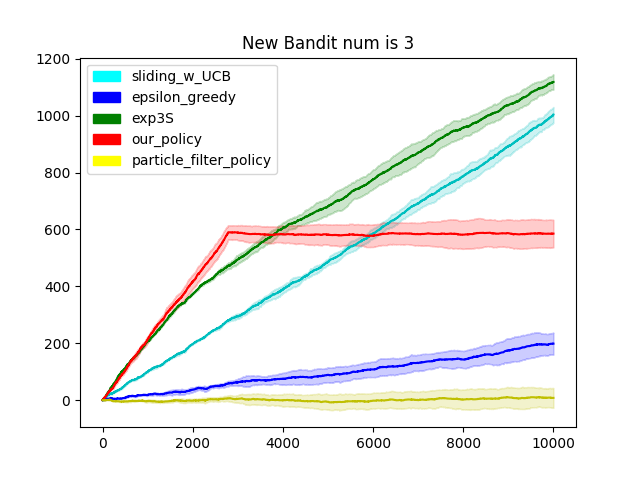 New Bandit num is 3
1200
1000
800
600
400
200
0
sliding_w_UCB
epsilon_greedy
exp3S
our_policy
particle_filter_policy
0 2000 4000 6000 8000 10000